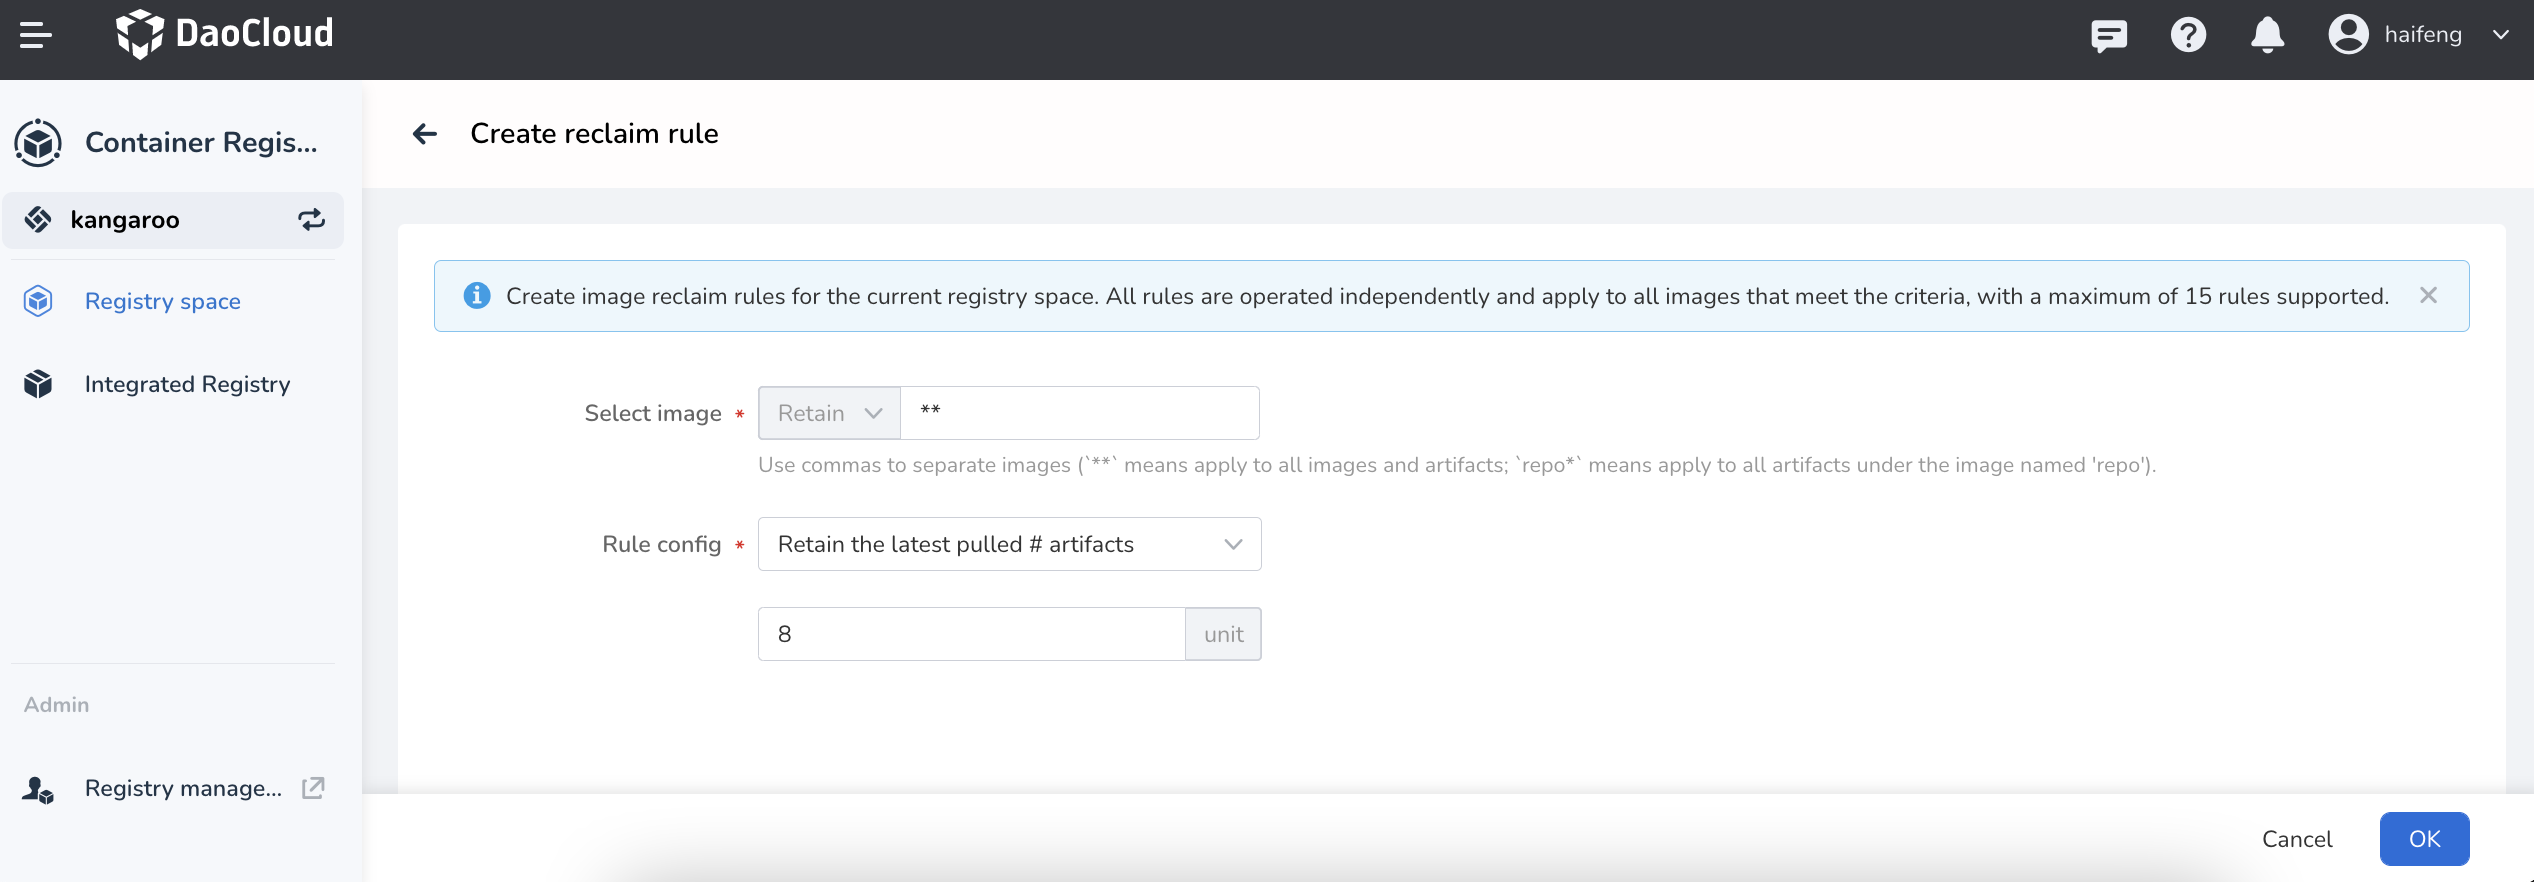 DaoCloud
haifeng
Container Regis...
kangaroo
Registry space
Integrated Registry
Admin
Registry manage...
Create reclaim rule
Create image reclaim rules for the current registry space. All rules are operated independently and apply to all images that meet the criteria, with a maximum of 15 rules supported.
Select image * Retain **
Use commas to separate images (`**` means apply to all images and artifacts; `repo*` means apply to all artifacts under the image named 'repo').
Rule config * Retain the latest pulled # artifacts
8 unit
Cancel OK